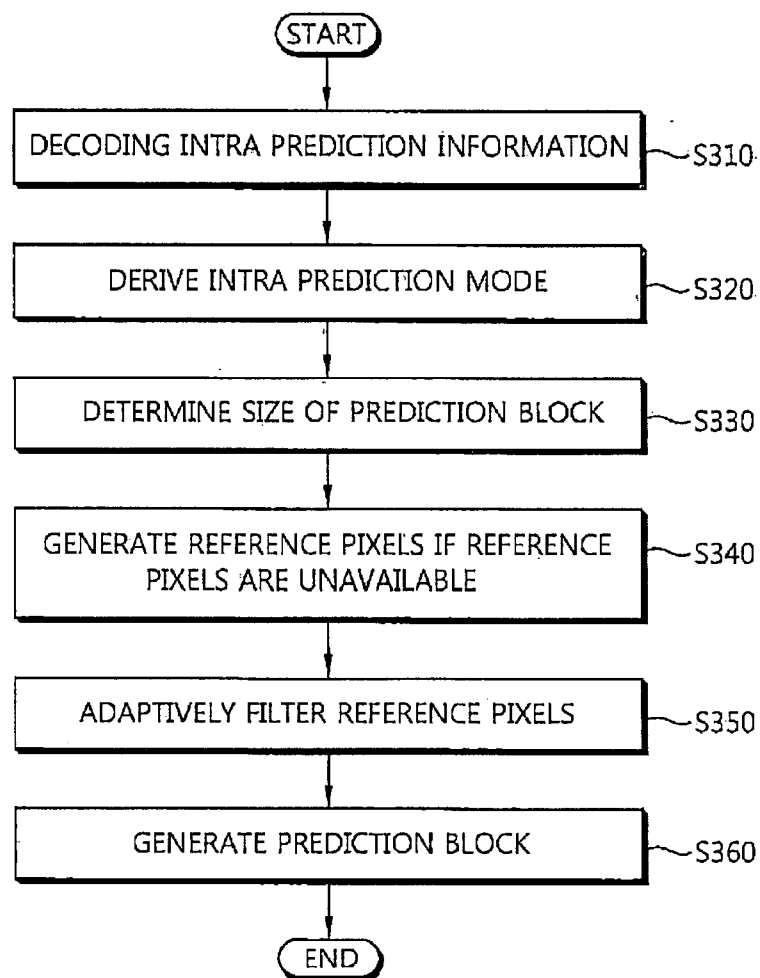 START
DECODING INTRA PREDICTION INFORMATION
S310
DERIVE INTRA PREDICTION MODE
S320
DETERMINE SIZE OF PREDICTION BLOCK
S330
GENERATE REFERENCE PIXELS IF REFERENCE
PIXELS ARE UNAVAILABLE
S340
ADAPTIVELY FILTER REFERENCE PIXELS
S350
GENERATE PREDICTION BLOCK
S360
END